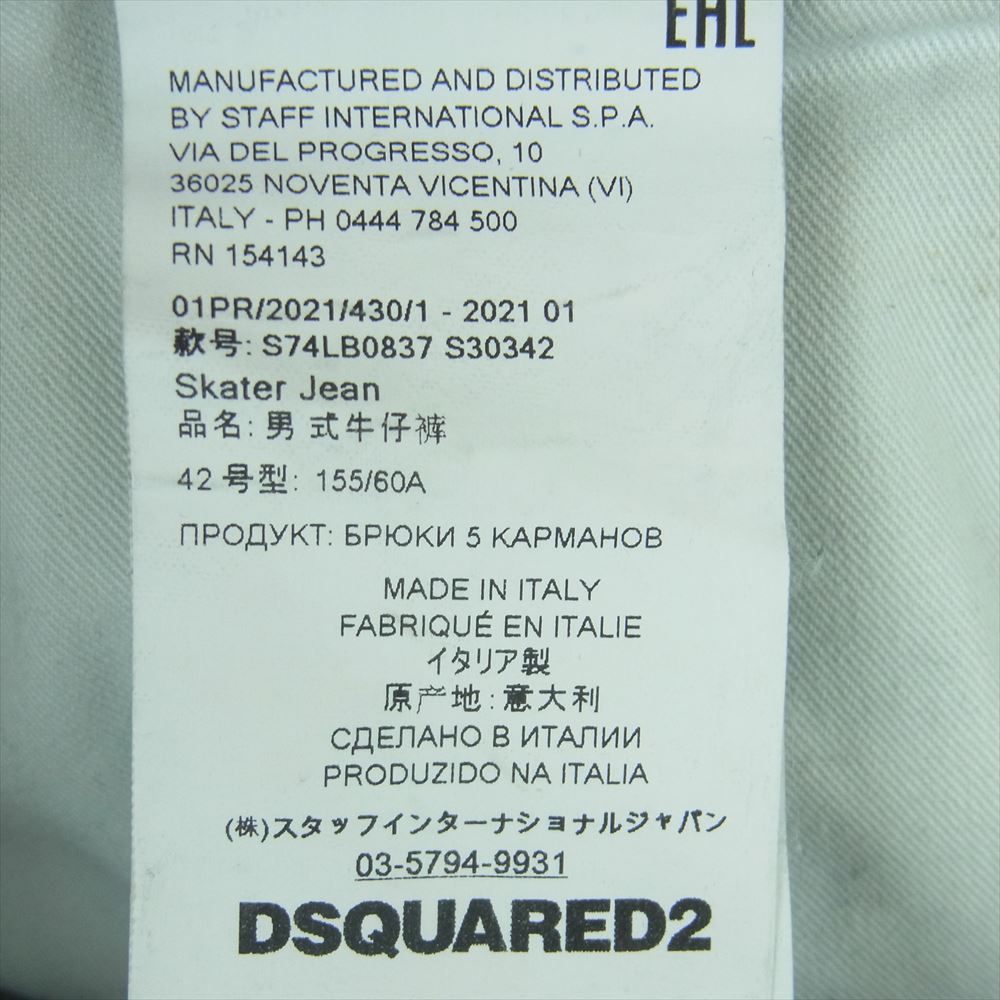 EAC
MANUFACTURED AND DISTRIBUTED
BY STAFF INTERNATIONAL S.P.A.
VIA DEL PROGRESSO, 10
36025 NOVENTA VICENTINA (VI)
ITALY - PH 0444 784 500
RN 154143
01PR/2021/430/1 - 2021 01
款号: S74LB0837 S30342
Skater Jean
品名: 男式牛仔裤
42 号型: 155/60A
ПРОДУКТ: БРЮКИ 5 КАРМАНОВ
MADE IN ITALY
FABRIQUÉ EN ITALIE
イタリア製
原产地: 意大利
СДЕЛАНО В ИТАЛИИ
PRODUZIDO NA ITALIA
(株)スタッフインターナショナルジャパン
03-5794-9931
DSQUARED2